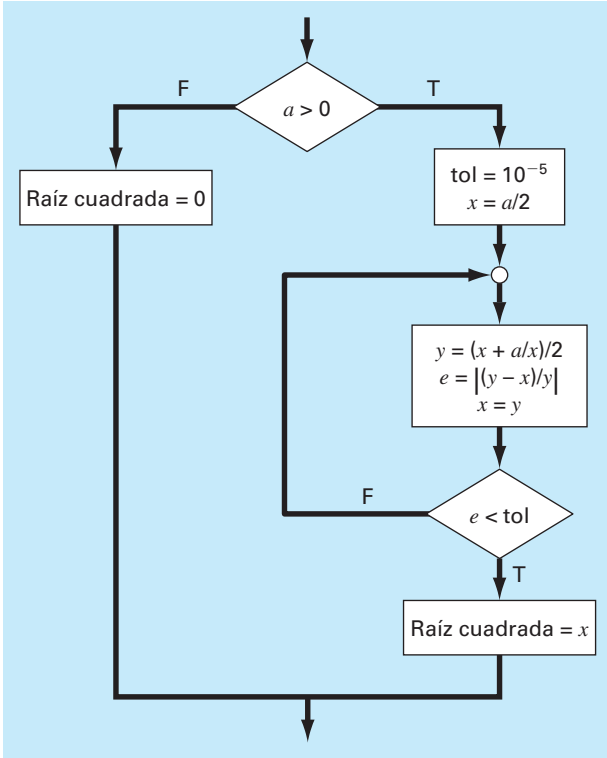 a > 0
F
T
Raíz cuadrada = 0
tol = 10⁻⁵
x = a/2
y = (x + a/x)/2
e = |(y – x)/y|
x = y
F
e < tol
T
Raíz cuadrada = x